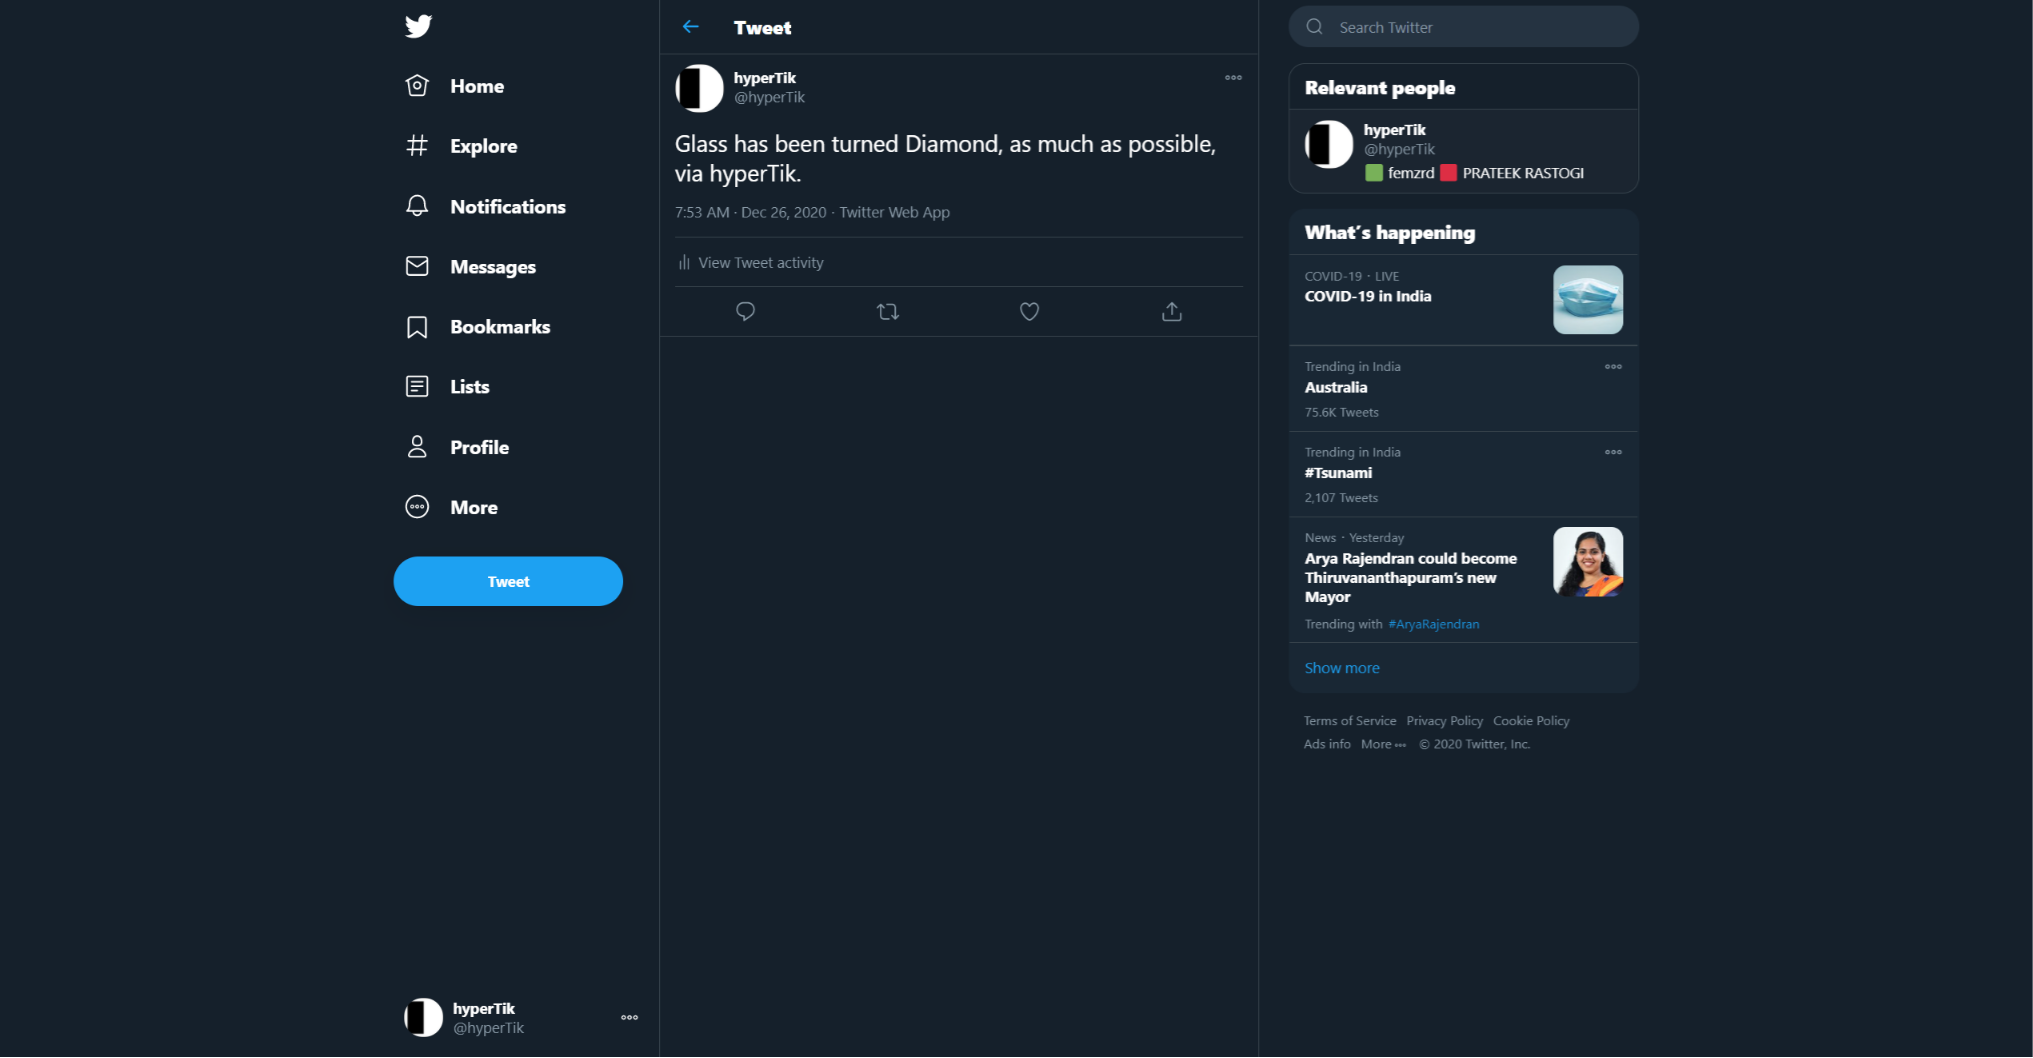 Home
Explore
Notifications
Messages
Bookmarks
Lists
Profile
More
Tweet
hyperTik
@hyperTik
Tweet
hyperTik
@hyperTik
Glass has been turned Diamond, as much as possible,
via hyperTik.
7:53 AM · Dec 26, 2020 · Twitter Web App
View Tweet activity
Search Twitter
Relevant people
hyperTik
@hyperTik
femzrd PRATEEK RASTOGI
What's happening
COVID-19 · LIVE
COVID-19 in India
Trending in India
Australia
75.6K Tweets
Trending in India
#Tsunami
2,107 Tweets
News · Yesterday
Arya Rajendran could become
Thiruvananthapuram's new
Mayor
Trending with #AryaRajendran
Show more
Terms of Service Privacy Policy Cookie Policy
Ads info More © 2020 Twitter, Inc.